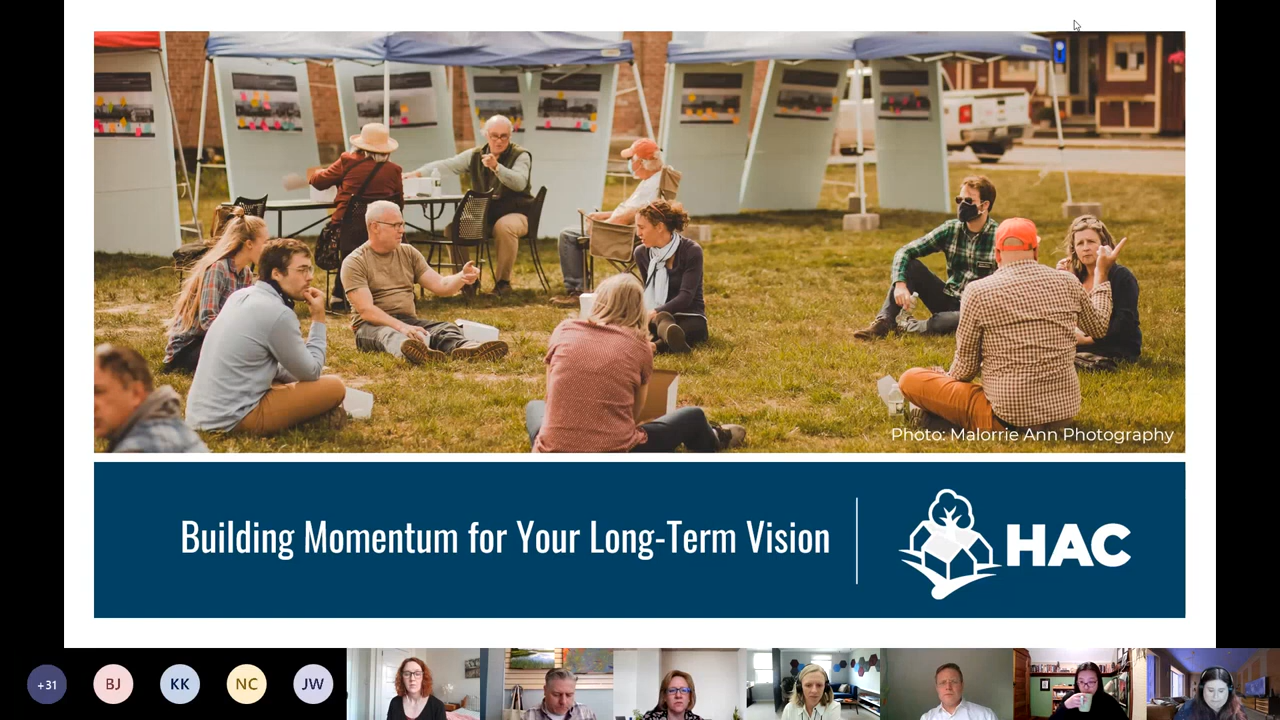 Photo: Malorrie Ann Photography
Building Momentum for Your Long-Term Vision
HAC
+31
BJ
KK
NC
JW